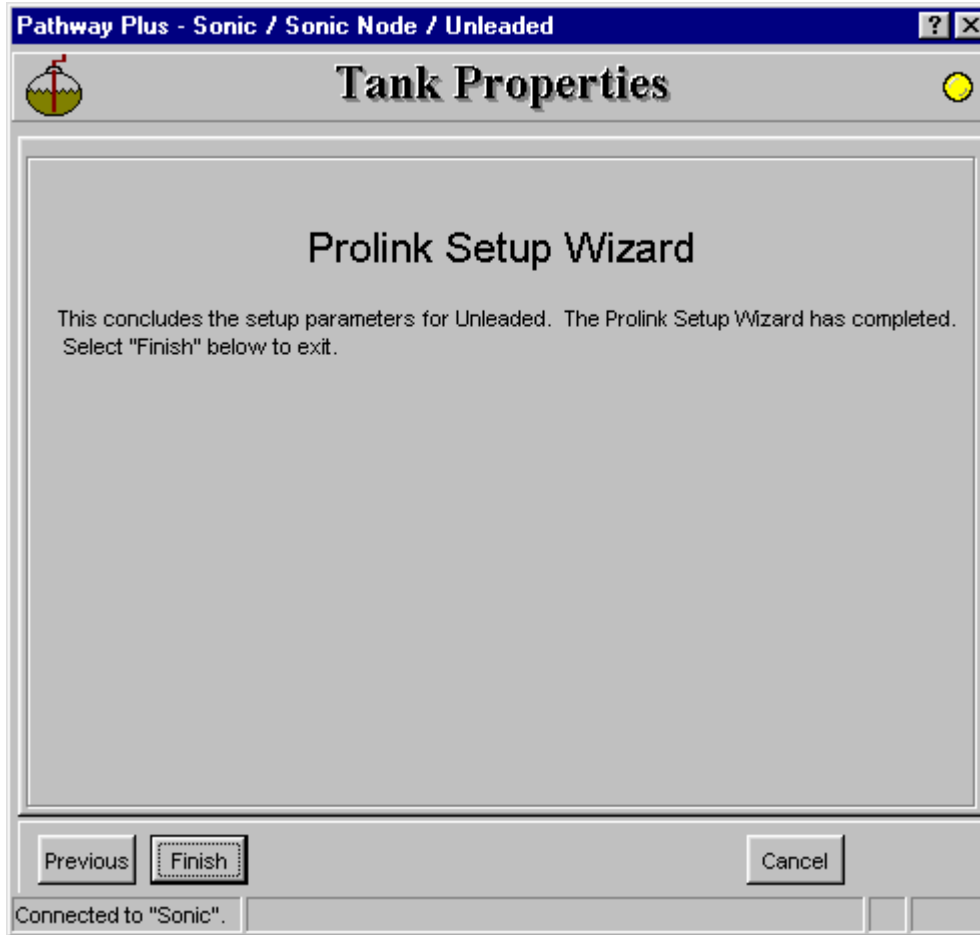 Pathway Plus - Sonic / Sonic Node / Unleaded
Tank Properties
Prolink Setup Wizard
This concludes the setup parameters for Unleaded.  The Prolink Setup Wizard has completed.
Select "Finish" below to exit.
Previous
Finish
Cancel
Connected to "Sonic".